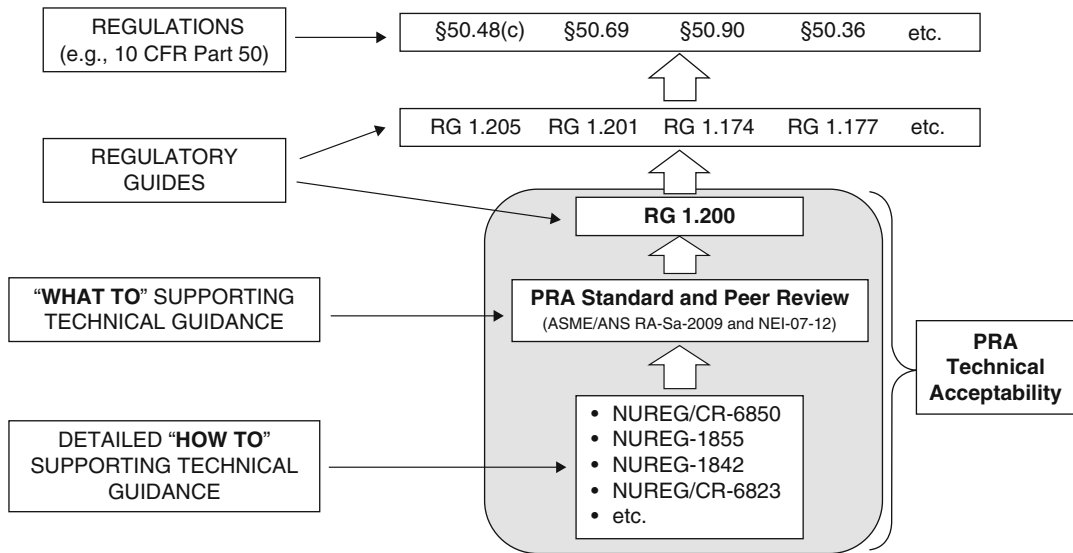 REGULATIONS
(e.g., 10 CFR Part 50)
§50.48(c) §50.69 §50.90 §50.36 etc.
RG 1.205 RG 1.201 RG 1.174 RG 1.177 etc.
REGULATORY
GUIDES
RG 1.200
“WHAT TO” SUPPORTING
TECHNICAL GUIDANCE
PRA Standard and Peer Review
(ASME/ANS RA-Sa-2009 and NEI-07-12)
PRA
Technical
Acceptability
DETAILED “HOW TO”
SUPPORTING TECHNICAL
GUIDANCE
• NUREG/CR-6850
• NUREG-1855
• NUREG-1842
• NUREG/CR-6823
• etc.